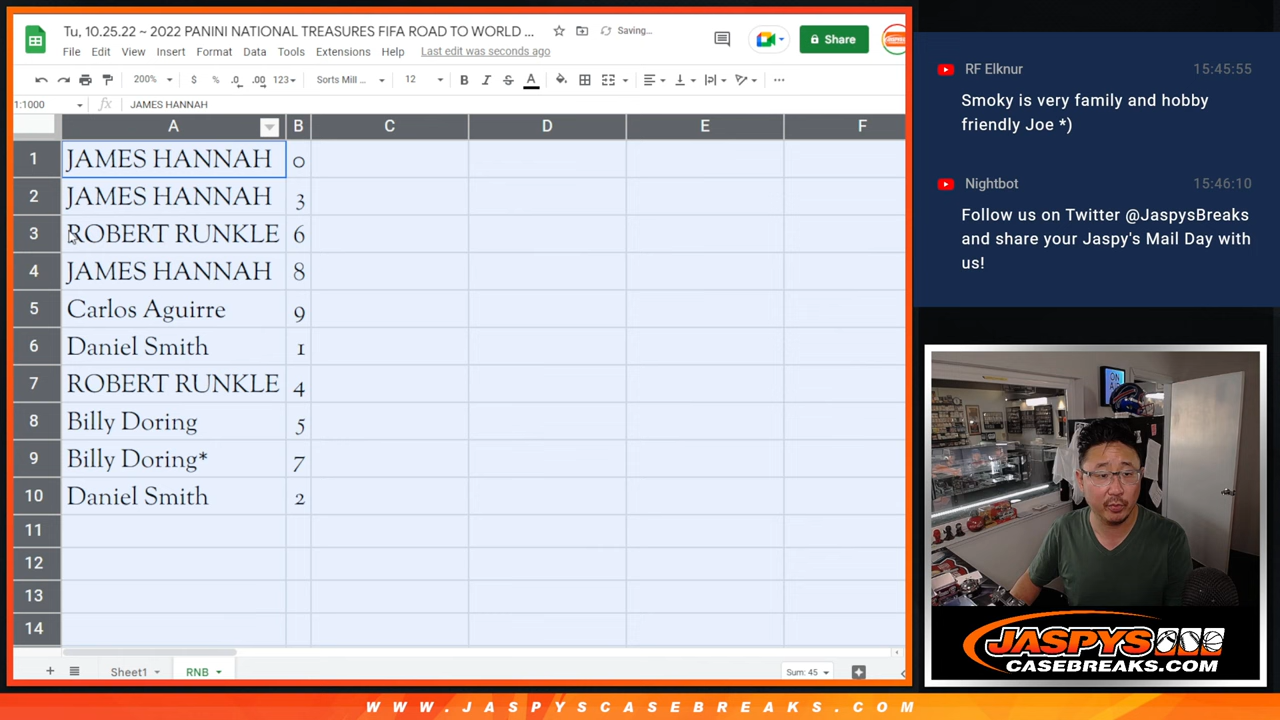 Tu, 10.25.22 ~ 2022 PANINI NATIONAL TREASURES FIFA ROAD TO WORLD ...
Saving...
Share
File Edit View Insert Format Data Tools Extensions Help Last edit was seconds ago
200% $ % .0 .00 123 Sorts Mill ... 12 B I S A
1:1000 fx JAMES HANNAH
A B C D E F
1 JAMES HANNAH 0
2 JAMES HANNAH 3
3 ROBERT RUNKLE 6
4 JAMES HANNAH 8
5 Carlos Aguirre 9
6 Daniel Smith 1
7 ROBERT RUNKLE 4
8 Billy Doring 5
9 Billy Doring* 7
10 Daniel Smith 2
11
12
13
14
Sheet1 RNB Sum: 45
RF Elknur 15:45:55
Smoky is very family and hobby
friendly Joe *)
Nightbot 15:46:10
Follow us on Twitter @JaspysBreaks
and share your Jaspy's Mail Day with
us!
ON
AIR
JASPYS
CASEBREAKS.COM
WWW.JASPYSCASEBREAKS.COM